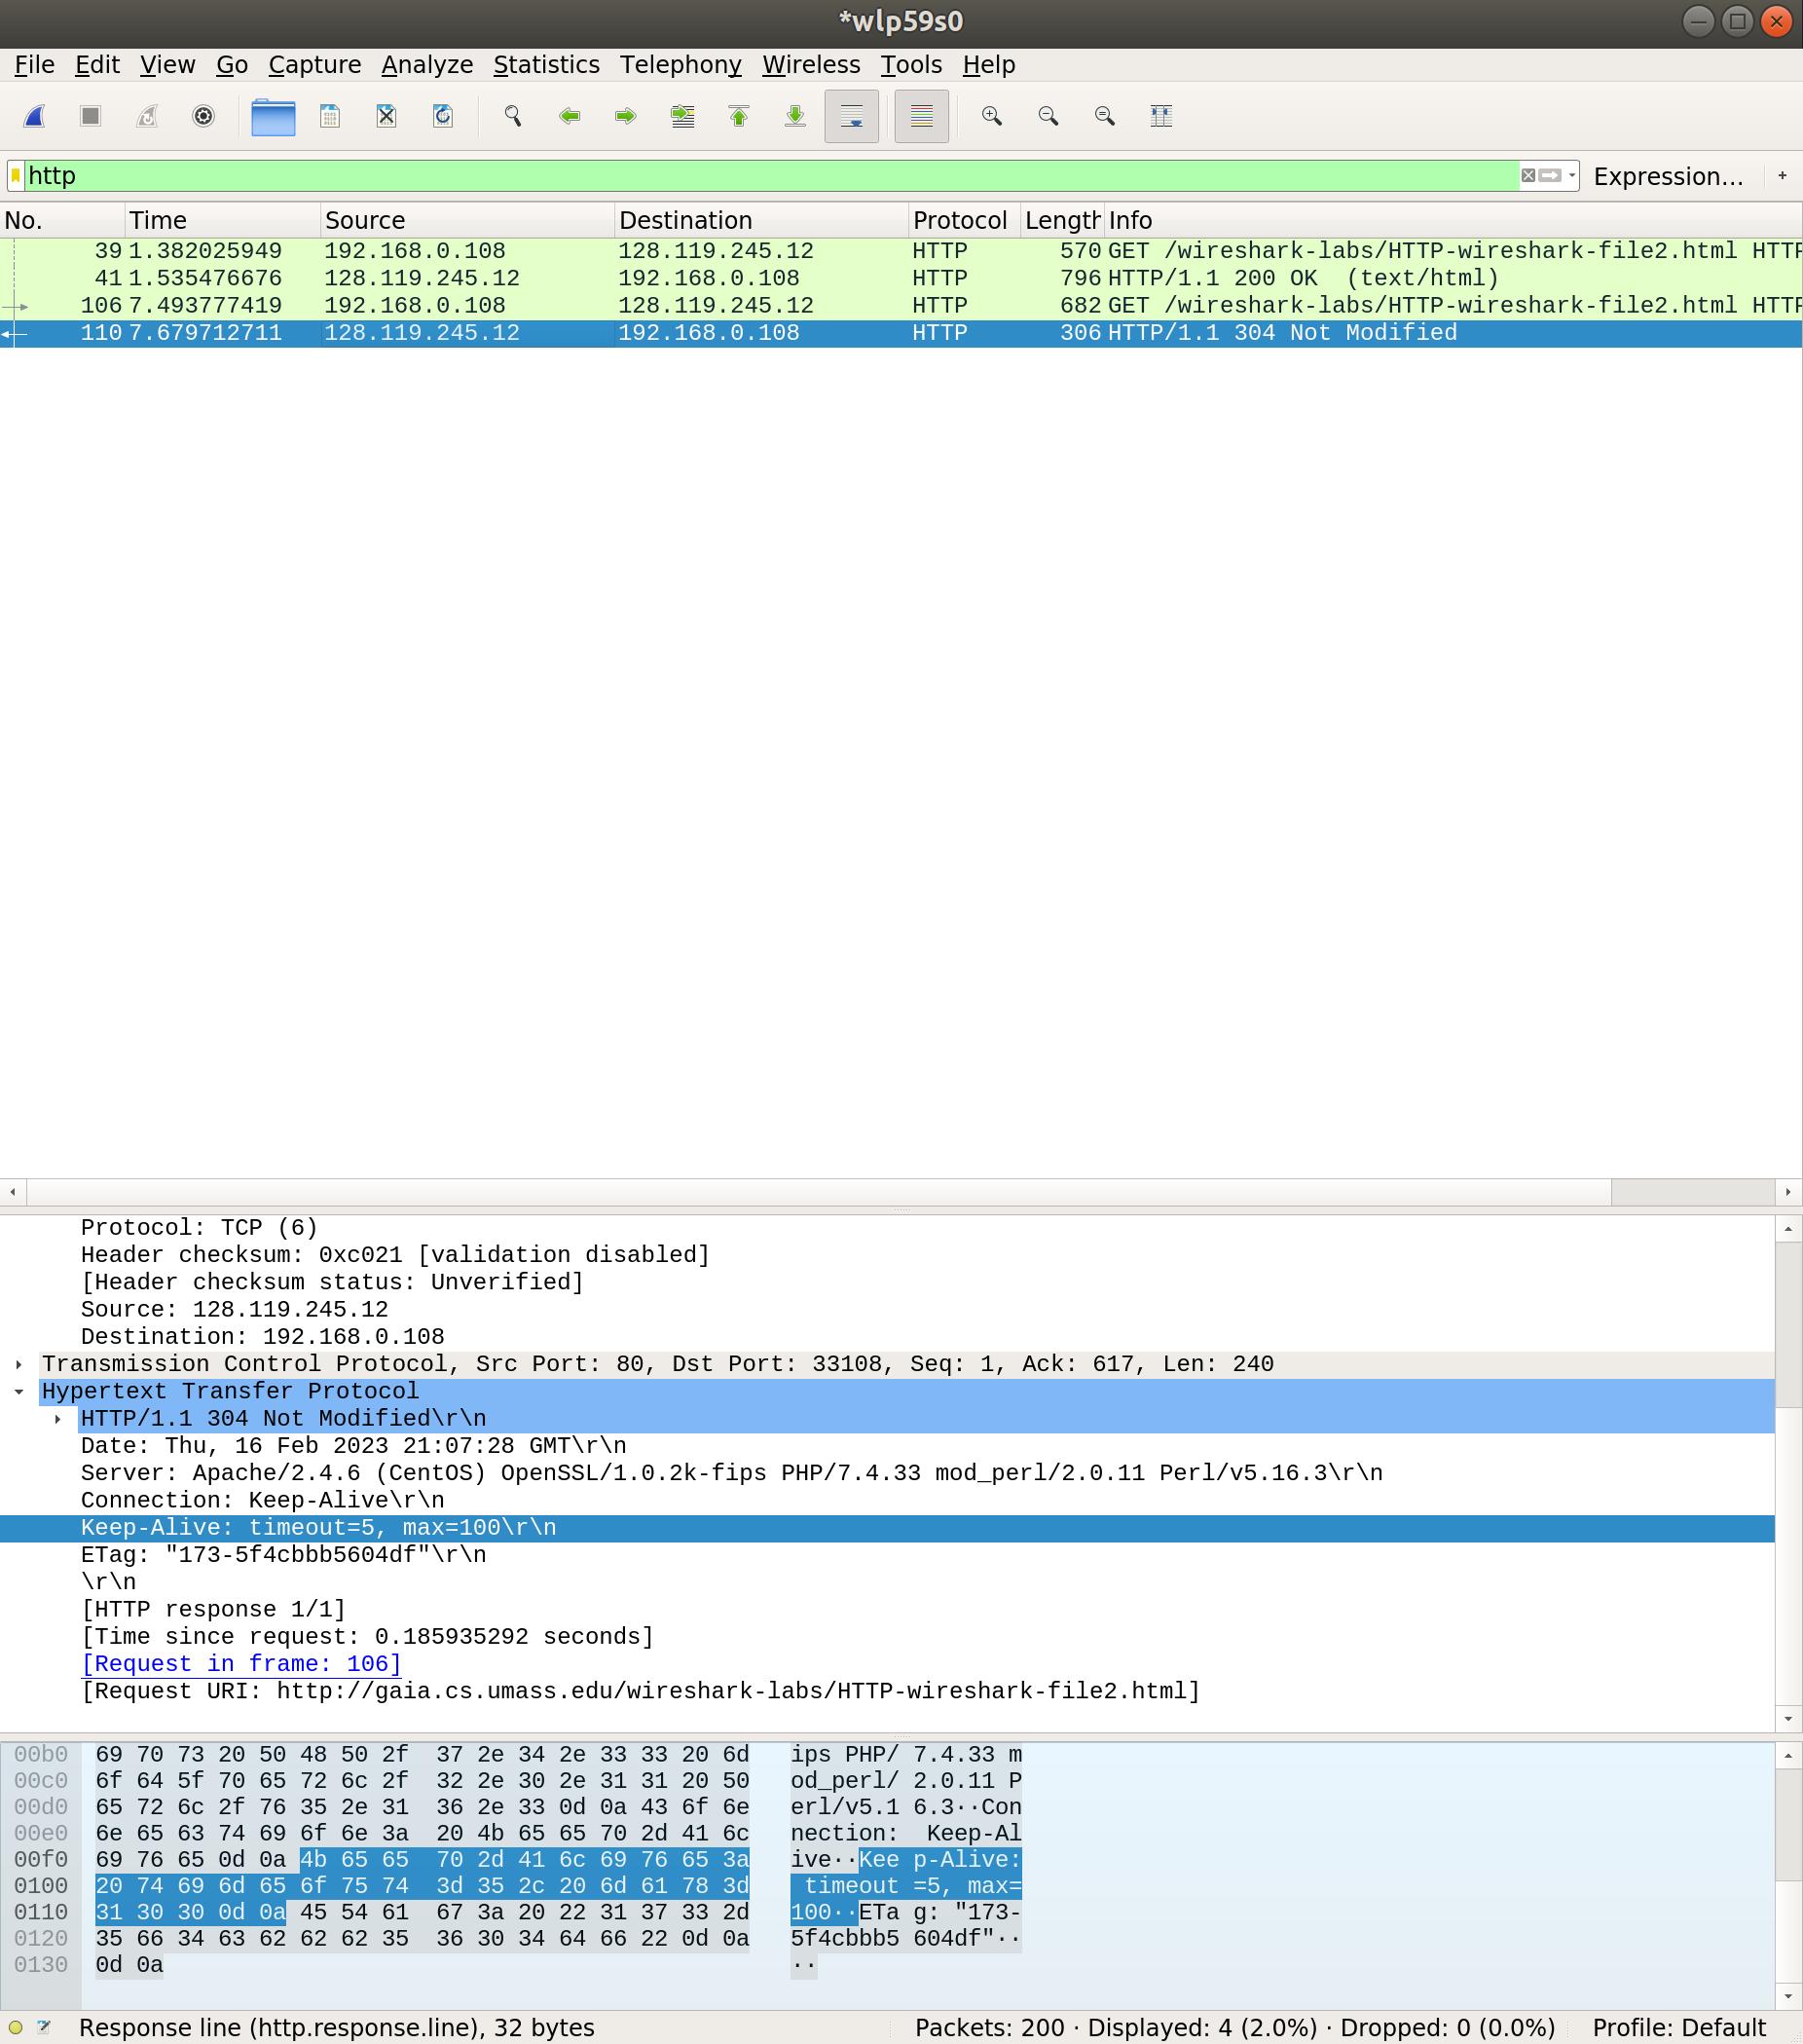 *wlp59s0
File Edit View Go Capture Analyze Statistics Telephony Wireless Tools Help
http Expression… +
No. Time Source Destination Protocol Length Info
39 1.382025949 192.168.0.108 128.119.245.12 HTTP 570 GET /wireshark-labs/HTTP-wireshark-file2.html HTTP
41 1.535476676 128.119.245.12 192.168.0.108 HTTP 796 HTTP/1.1 200 OK (text/html)
106 7.493777419 192.168.0.108 128.119.245.12 HTTP 682 GET /wireshark-labs/HTTP-wireshark-file2.html HTTP
110 7.679712711 128.119.245.12 192.168.0.108 HTTP 306 HTTP/1.1 304 Not Modified
Protocol: TCP (6)
Header checksum: 0xc021 [validation disabled]
[Header checksum status: Unverified]
Source: 128.119.245.12
Destination: 192.168.0.108
Transmission Control Protocol, Src Port: 80, Dst Port: 33108, Seq: 1, Ack: 617, Len: 240
Hypertext Transfer Protocol
HTTP/1.1 304 Not Modified\r\n
Date: Thu, 16 Feb 2023 21:07:28 GMT\r\n
Server: Apache/2.4.6 (CentOS) OpenSSL/1.0.2k-fips PHP/7.4.33 mod_perl/2.0.11 Perl/v5.16.3\r\n
Connection: Keep-Alive\r\n
Keep-Alive: timeout=5, max=100\r\n
ETag: "173-5f4cbbb5604df"\r\n
\r\n
[HTTP response 1/1]
[Time since request: 0.185935292 seconds]
[Request in frame: 106]
[Request URI: http://gaia.cs.umass.edu/wireshark-labs/HTTP-wireshark-file2.html]
00b0 69 70 73 20 50 48 50 2f 37 2e 34 2e 33 33 20 6d ips PHP/ 7.4.33 m
00c0 6f 64 5f 70 65 72 6c 2f 32 2e 30 2e 31 31 20 50 od_perl/ 2.0.11 P
00d0 65 72 6c 2f 76 35 2e 31 36 2e 33 0d 0a 43 6f 6e erl/v5.1 6.3··Con
00e0 6e 65 63 74 69 6f 6e 3a 20 4b 65 65 70 2d 41 6c nection: Keep-Al
00f0 69 76 65 0d 0a 4b 65 65 70 2d 41 6c 69 76 65 3a ive··Kee p-Alive:
0100 20 74 69 6d 65 6f 75 74 3d 35 2c 20 6d 61 78 3d timeout =5, max=
0110 31 30 30 0d 0a 45 54 61 67 3a 20 22 31 37 33 2d 100··ETa g: "173-
0120 35 66 34 63 62 62 62 35 36 30 34 64 66 22 0d 0a 5f4cbbb5 604df"··
0130 0d 0a ··
Response line (http.response.line), 32 bytes Packets: 200 · Displayed: 4 (2.0%) · Dropped: 0 (0.0%) Profile: Default